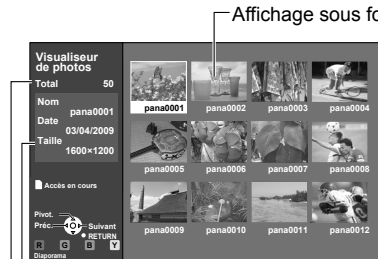 Affichage sous fo
Visualiseur
de photos
Total 50
Nom
pana0001
Date
03/04/2009
Taille
1600×1200
Accès en cours
Pivot.
Préc. Suivant
RETURN
R G B Y
Diaporama
pana0001 pana0002 pana0003 pana0004
pana0005 pana0006 pana0007 pana0008
pana0009 pana0010 pana0011 pana0012